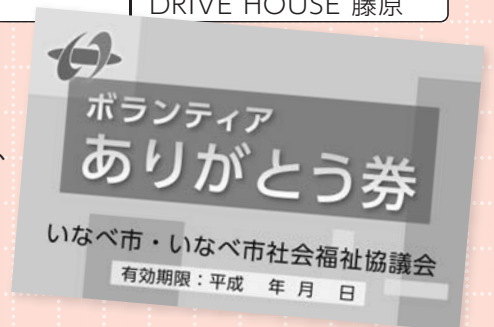 DRIVE HOUSE 藤原
、
ボランティア
ありがとう券
いなべ市・いなべ市社会福祉協議会
有効期限：平成　年 月　日